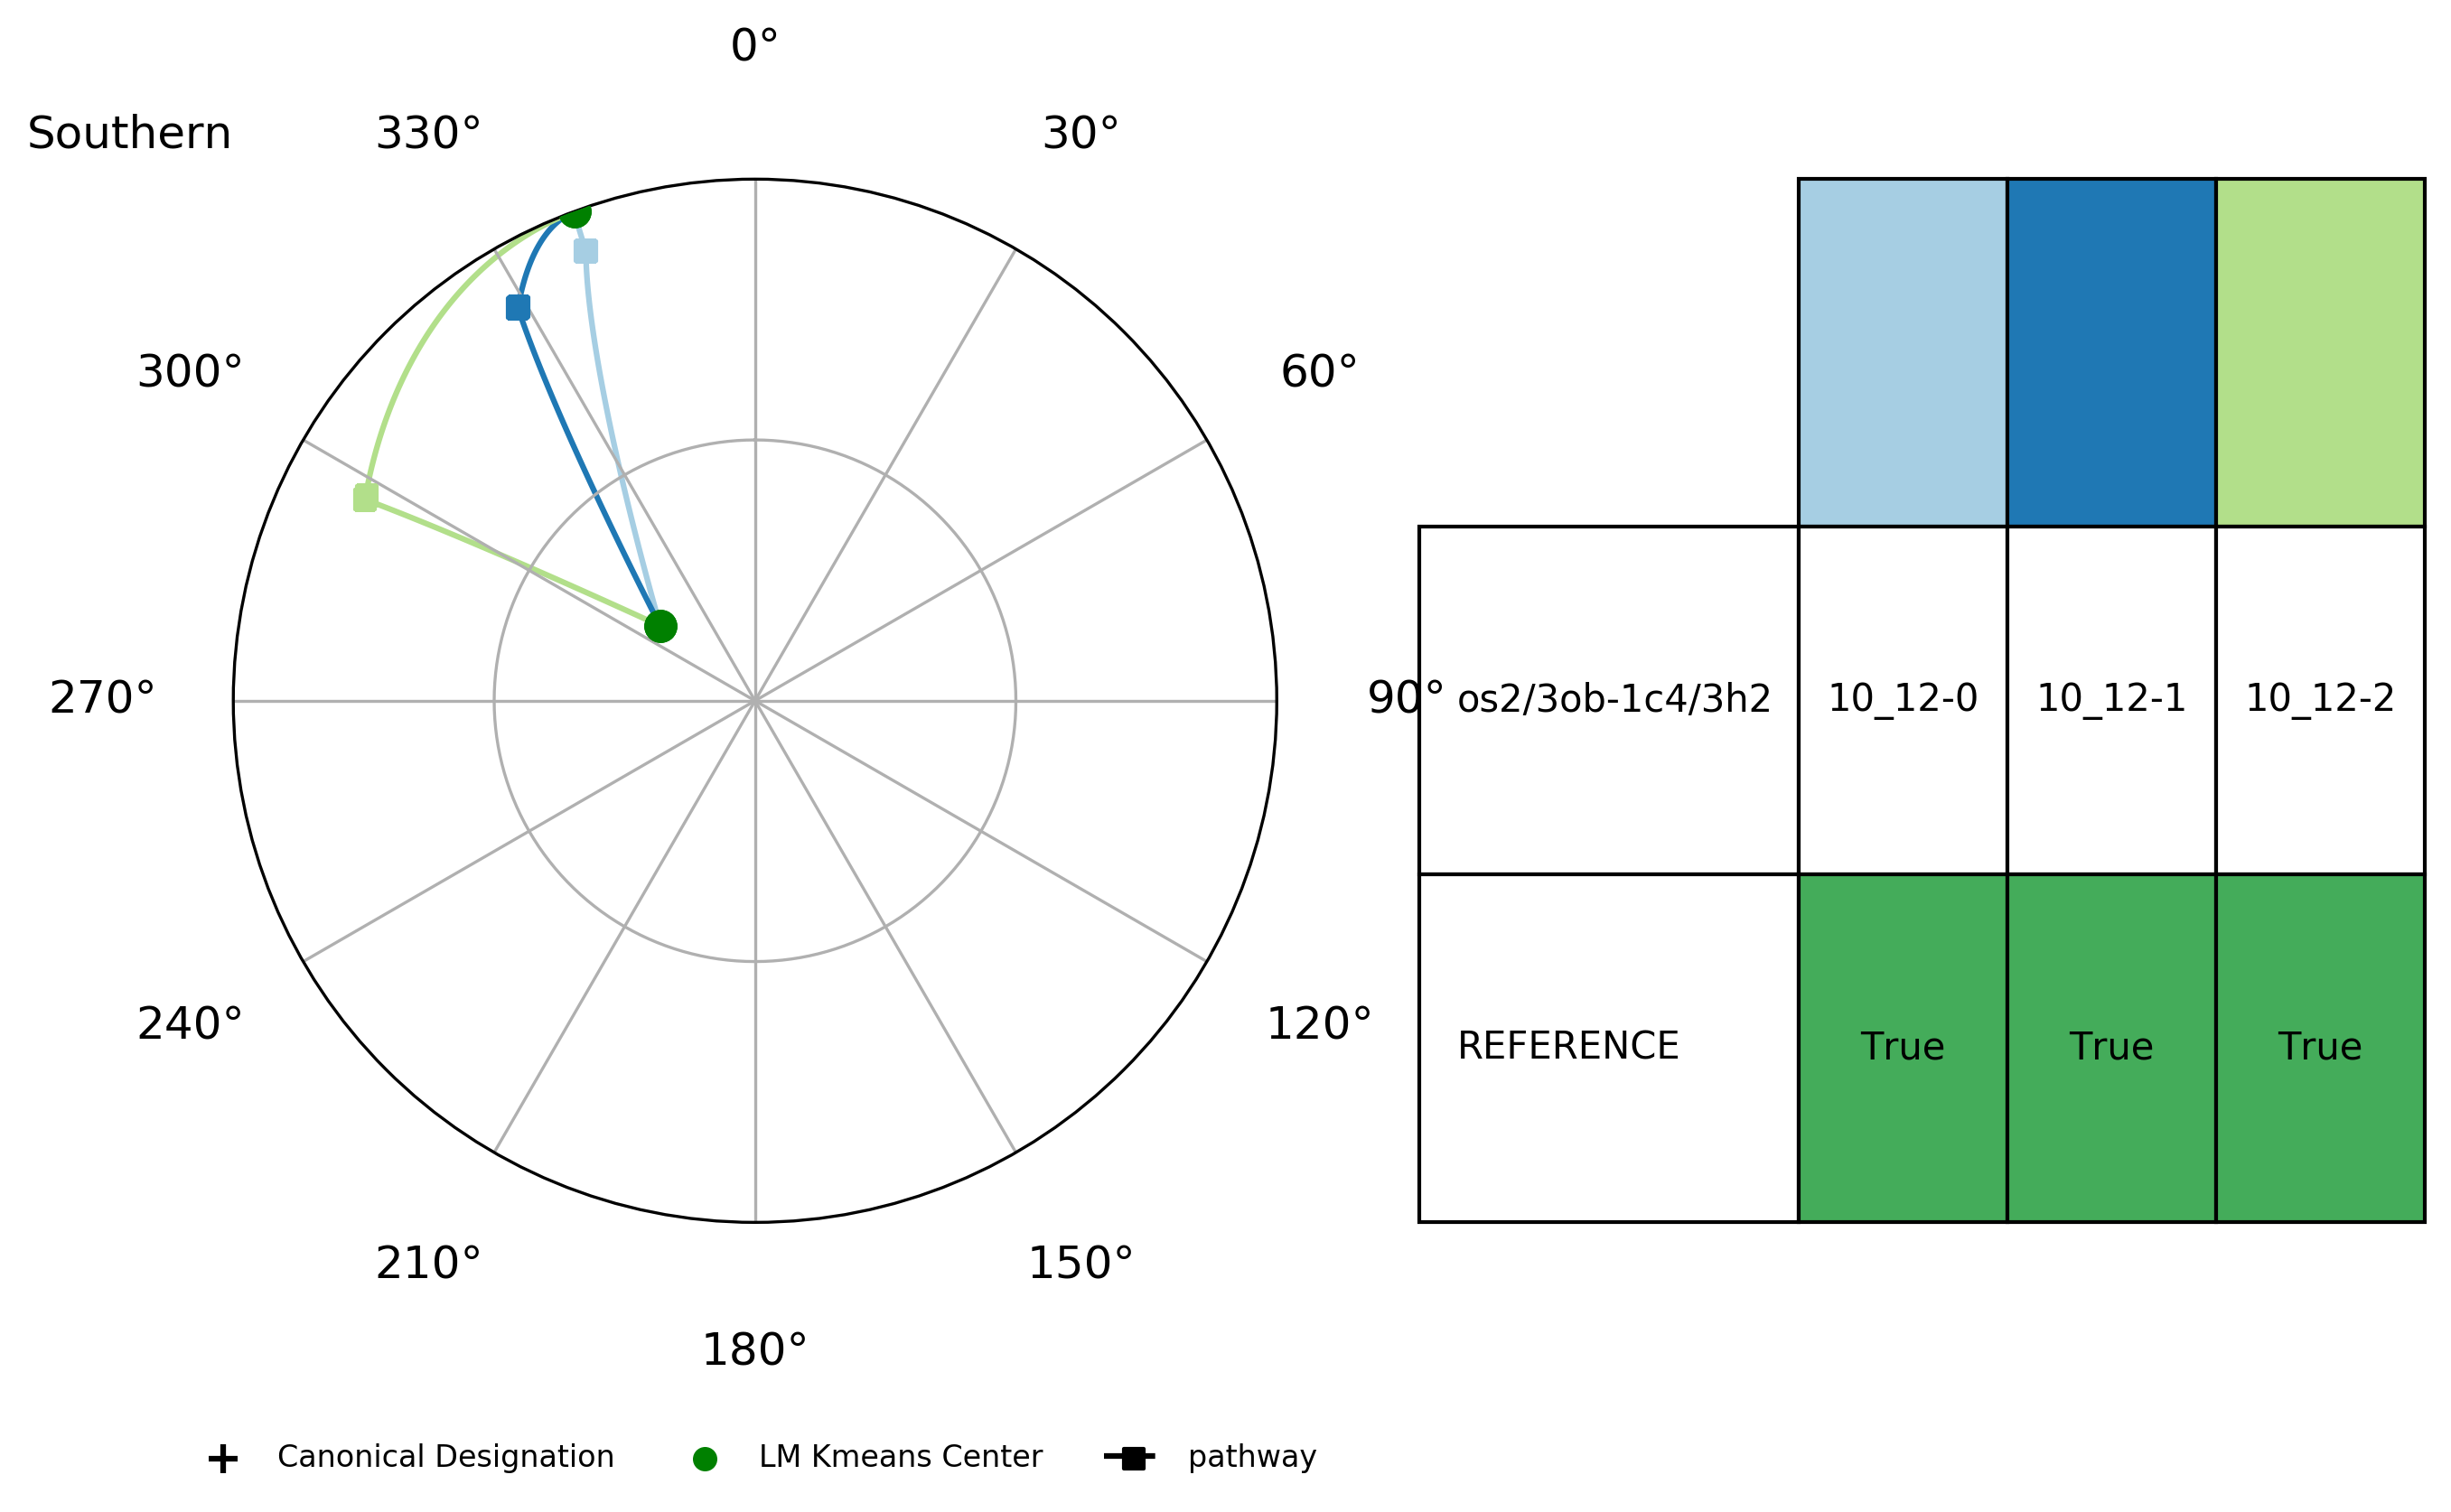 0°
Southern
330°
30°
300°
60°
270°
90°
os2/3ob-1c4/3h2
10_12-0
10_12-1
10_12-2
240°
120°
REFERENCE
True
True
True
210°
150°
180°
Canonical Designation
LM Kmeans Center
pathway